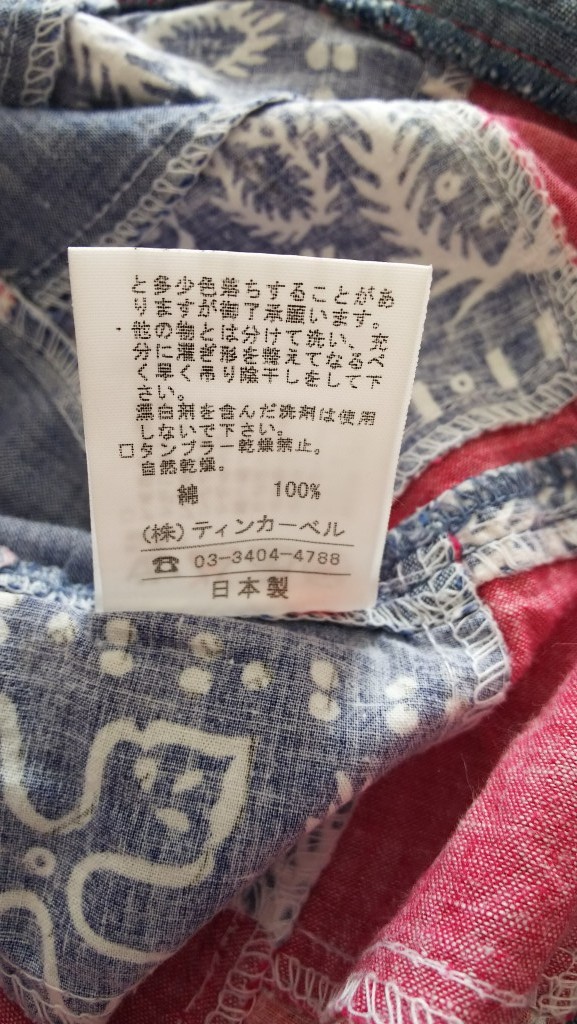 と多少色落ちすることがあ
りますが御了承願います。
・他の物とは分けて洗い、充
分に濯ぎ形を整えてなるべ
く早く吊り陰干しをして下
さい。
漂白剤を含んだ洗剤は使用
しないで下さい。
□タンブラー乾燥禁止。
自然乾燥。
綿 100%
(株)ティンカーベル
☎ 03-3404-4788
日本製